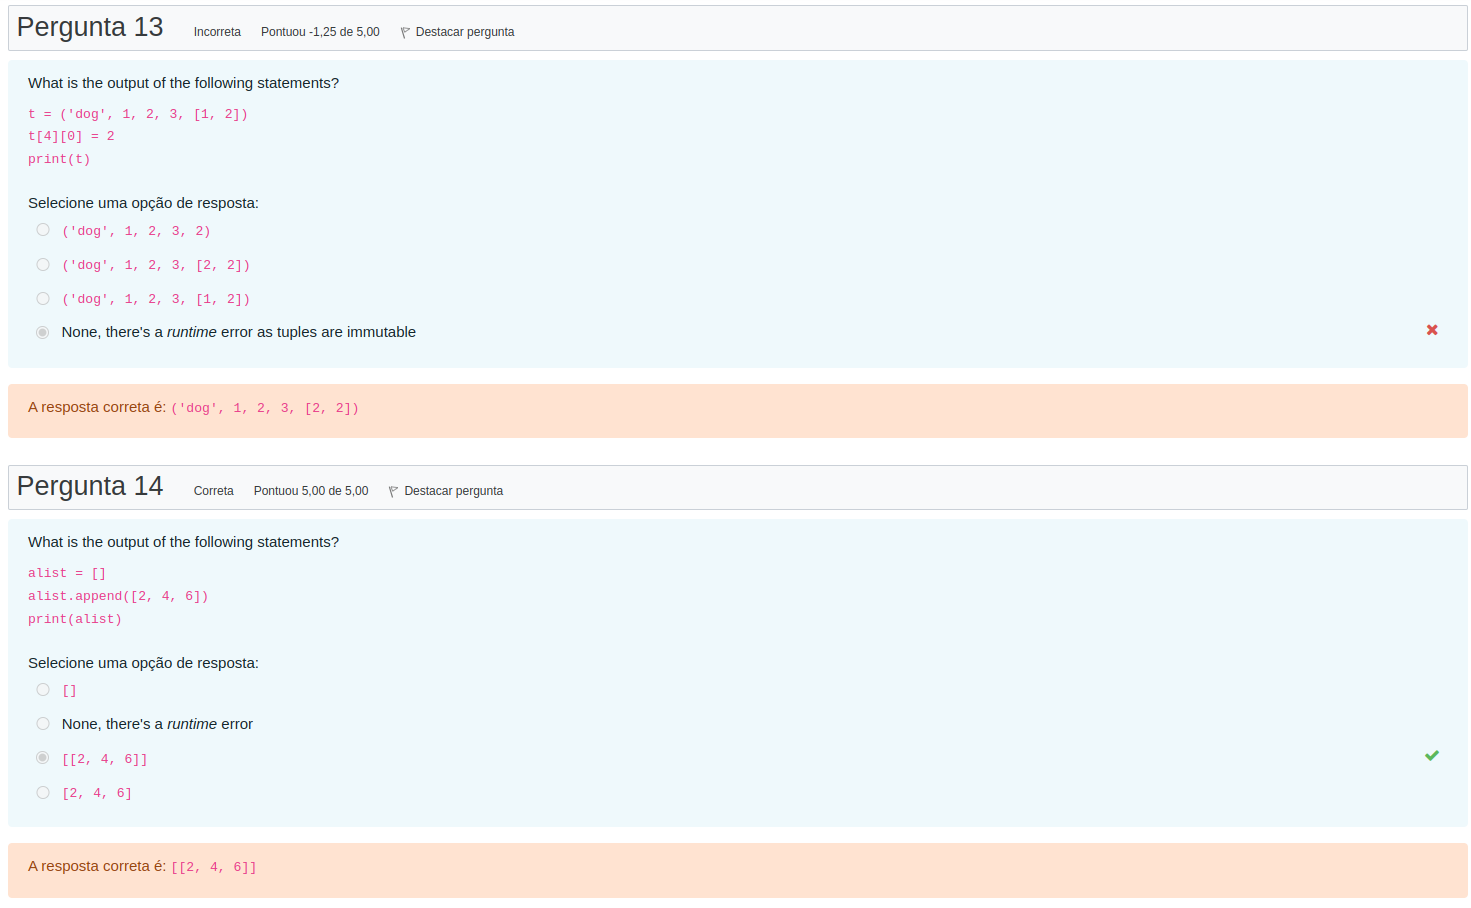 Pergunta 13 Incorreta Pontuou -1,25 de 5,00 Destacar pergunta
What is the output of the following statements?
t = ('dog', 1, 2, 3, [1, 2])
t[4][0] = 2
print(t)
Selecione uma opção de resposta:
('dog', 1, 2, 3, 2)
('dog', 1, 2, 3, [2, 2])
('dog', 1, 2, 3, [1, 2])
None, there's a runtime error as tuples are immutable
A resposta correta é: ('dog', 1, 2, 3, [2, 2])
Pergunta 14 Correta Pontuou 5,00 de 5,00 Destacar pergunta
What is the output of the following statements?
alist = []
alist.append([2, 4, 6])
print(alist)
Selecione uma opção de resposta:
[]
None, there's a runtime error
[[2, 4, 6]]
[2, 4, 6]
A resposta correta é: [[2, 4, 6]]